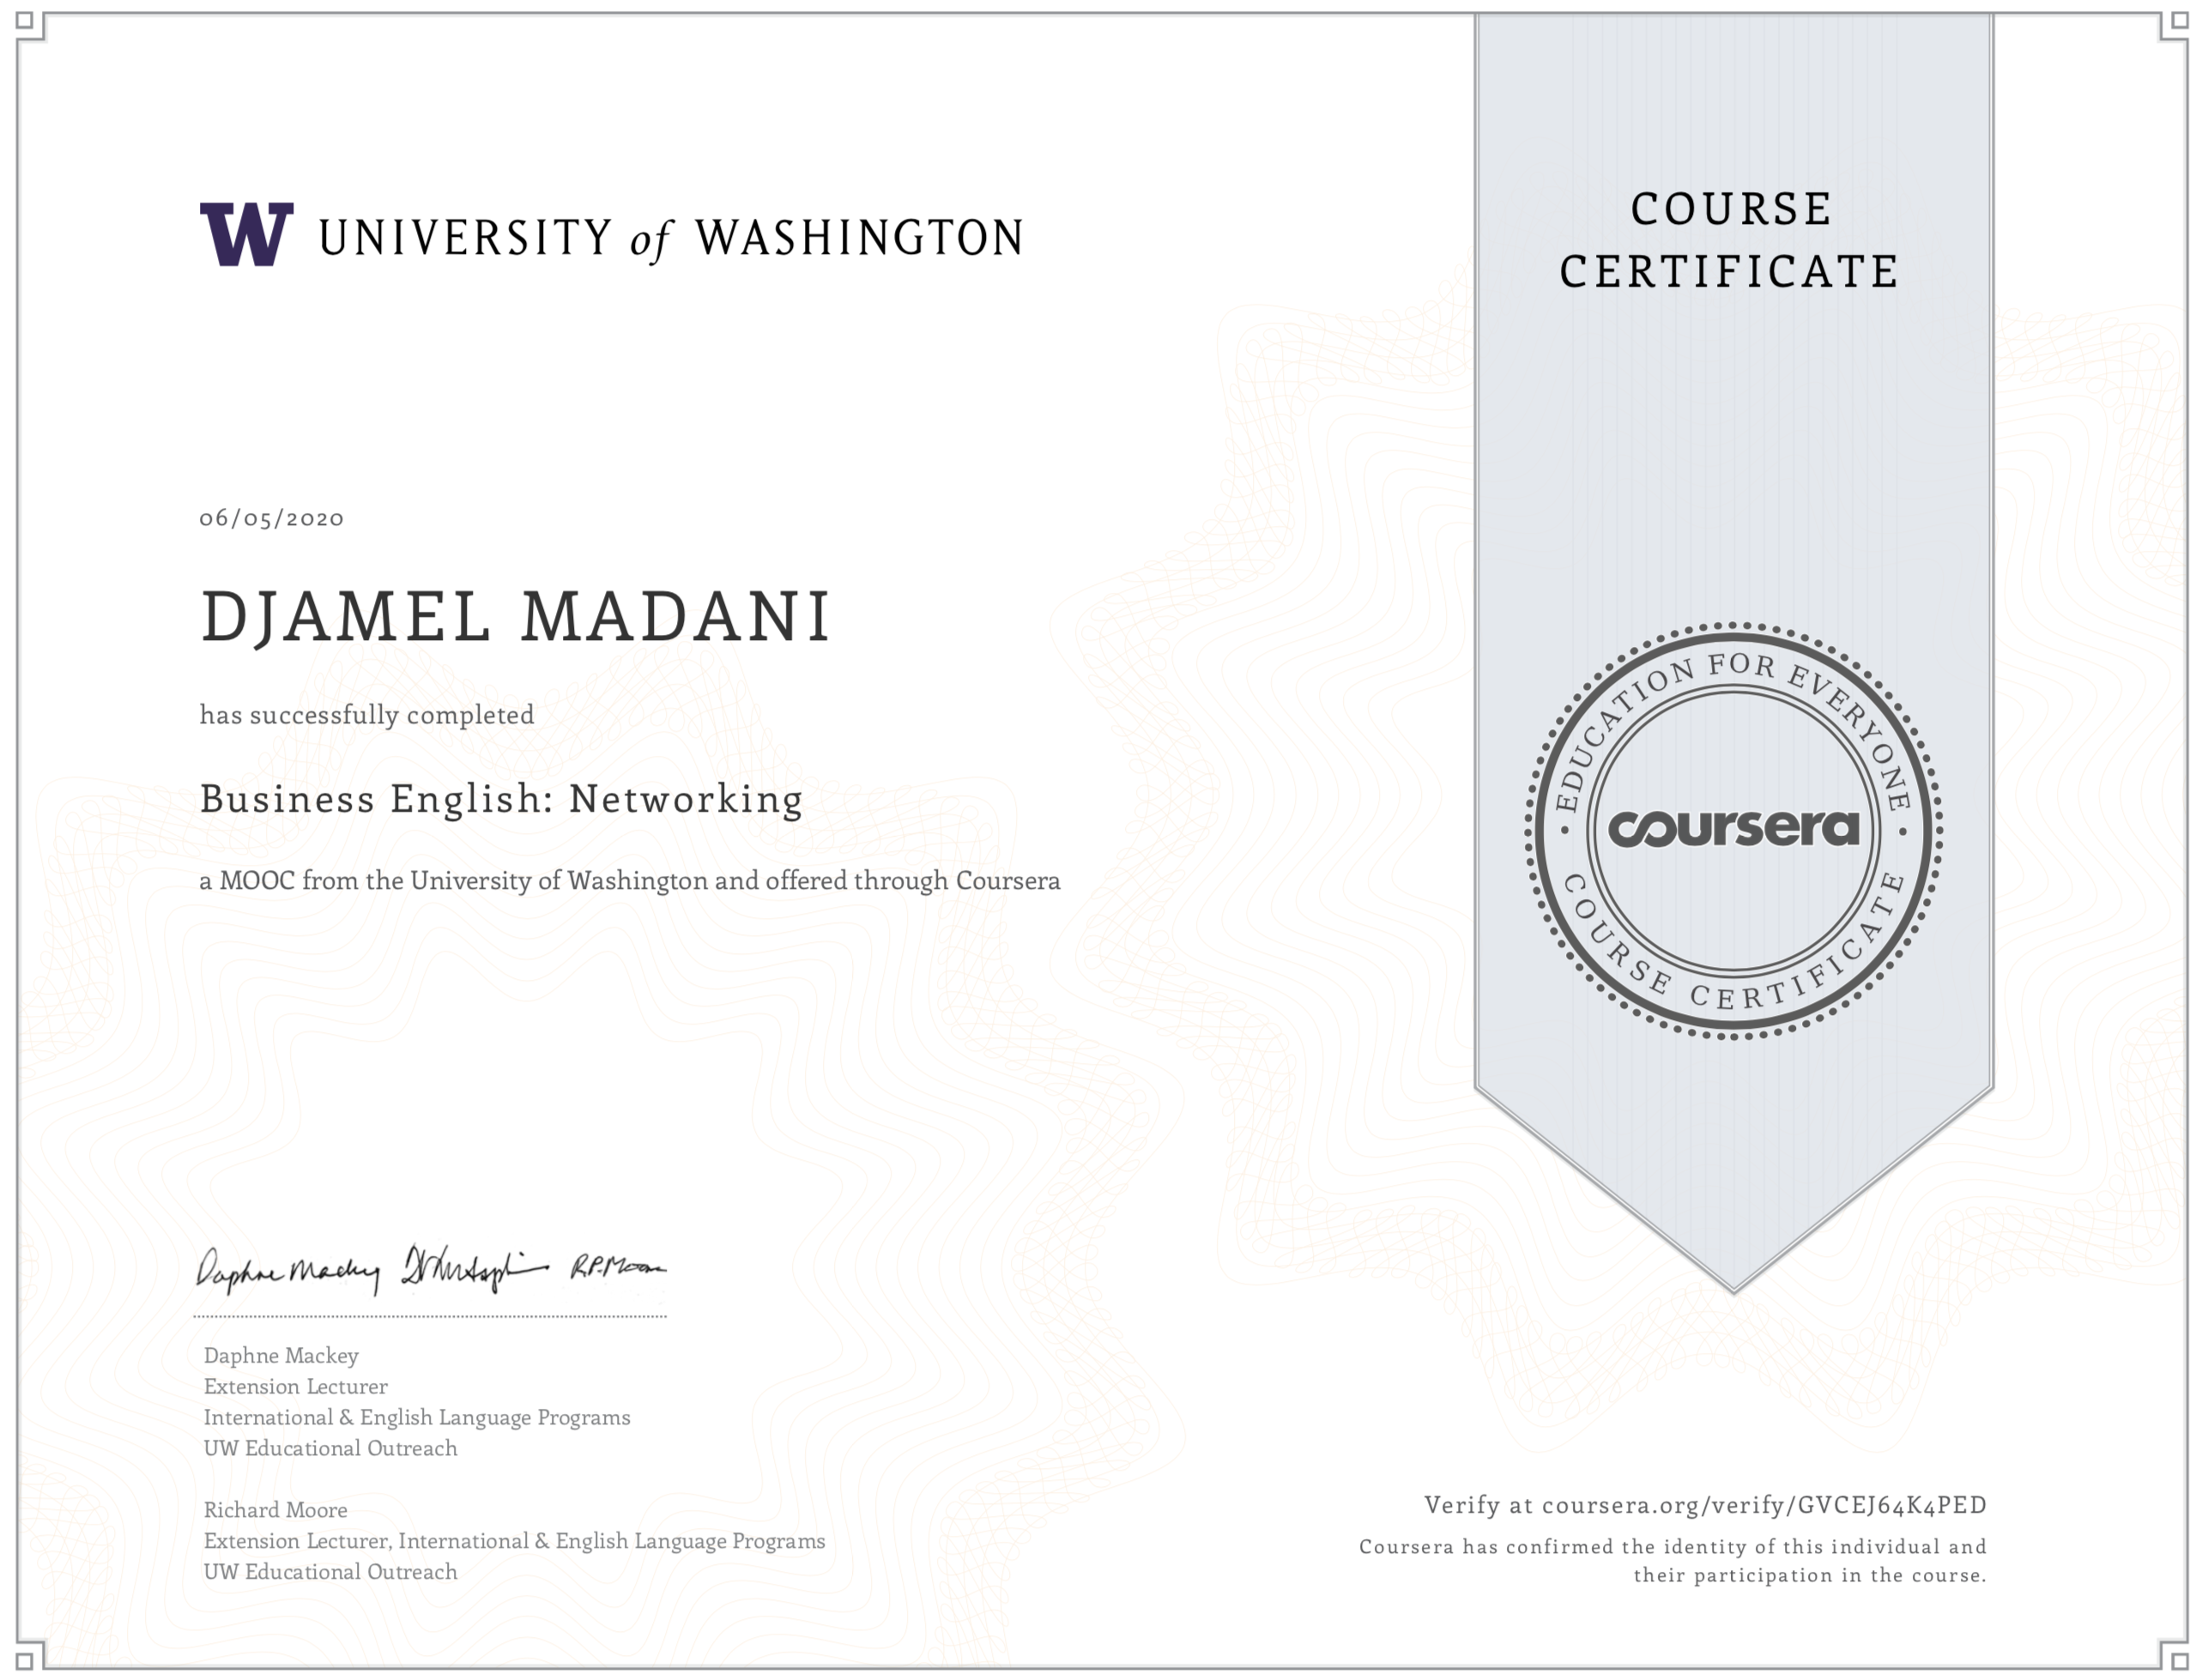 W UNIVERSITY of WASHINGTON
COURSE
CERTIFICATE
06/05/2020
DJAMEL MADANI
has successfully completed
Business English: Networking
a MOOC from the University of Washington and offered through Coursera
EDUCATION FOR EVERYONE
coursera
COURSE CERTIFICATE
Daphne Mackey R.P. Moore
Daphne Mackey
Extension Lecturer
International & English Language Programs
UW Educational Outreach
Richard Moore
Extension Lecturer, International & English Language Programs
UW Educational Outreach
Verify at coursera.org/verify/GVCEJ64K4PED
Coursera has confirmed the identity of this individual and
their participation in the course.